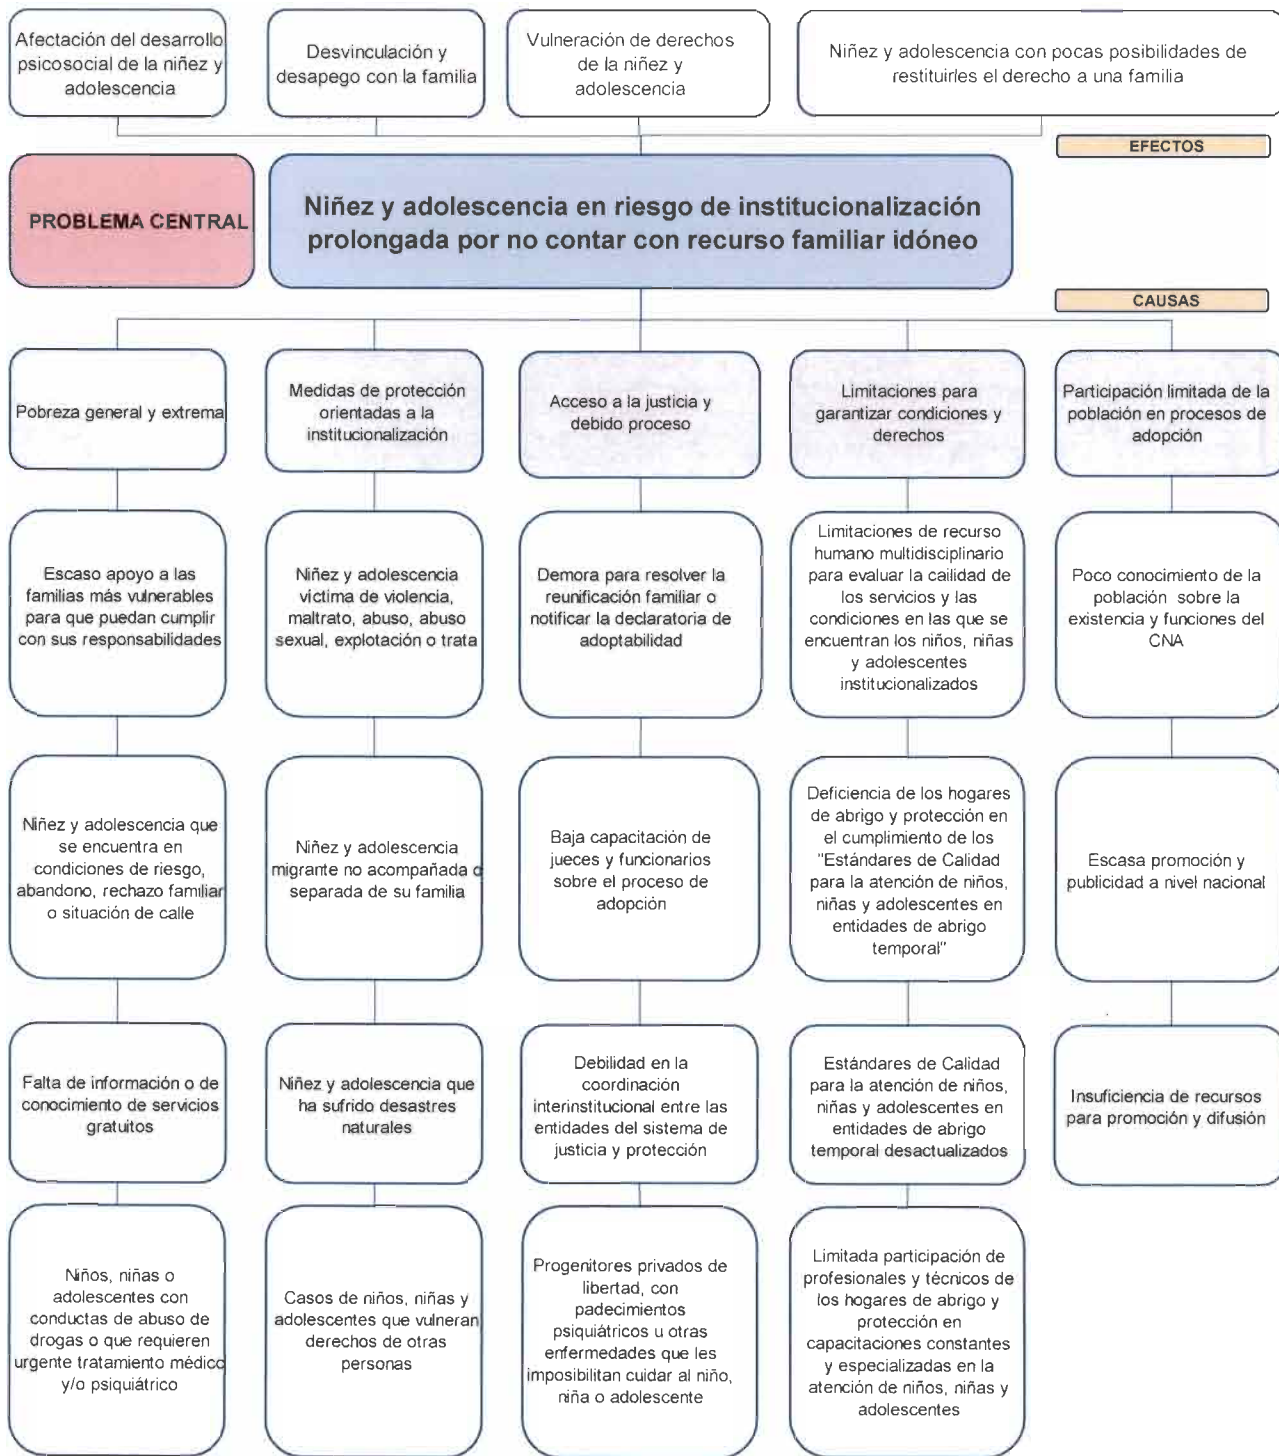 Afectación del desarrollo
psicosocial de la niñez y
adolescencia
Desvinculación y
desapego con la familia
Vulneración de derechos
de la niñez y
adolescencia
Niñez y adolescencia con pocas posibilidades de
restituirles el derecho a una familia
EFECTOS
PROBLEMA CENTRAL
Niñez y adolescencia en riesgo de institucionalización
prolongada por no contar con recurso familiar idóneo
CAUSAS
Pobreza general y extrema
Medidas de protección
orientadas a la
institucionalización
Acceso a la justicia y
debido proceso
Limitaciones para
garantizar condiciones y
derechos
Participación limitada de la
población en procesos de
adopción
Escaso apoyo a las
familias más vulnerables
para que puedan cumplir
con sus responsabilidades
Niñez y adolescencia
víctima de violencia,
maltrato, abuso, abuso
sexual, explotación o trata
Demora para resolver la
reunificación familiar o
notificar la declaratoria de
adoptabilidad
Limitaciones de recurso
humano multidisciplinario
para evaluar la cailidad de
los servicios y las
condiciones en las que se
encuentran los niños, niñas
y adolescentes
institucionalizados
Poco conocimiento de la
población sobre la
existencia y funciones del
CNA
Niñez y adolescencia que
se encuentra en
condiciones de riesgo,
abandono, rechazo familiar
o situación de calle
Niñez y adolescencia
migrante no acompañada o
separada de su familia
Baja capacitación de
jueces y funcionarios
sobre el proceso de
adopción
Deficiencia de los hogares
de abrigo y protección en
el cumplimiento de los
"Estándares de Calidad
para la atención de niños,
niñas y adolescentes en
entidades de abrigo
temporal"
Escasa promoción y
publicidad a nivel nacional
Falta de información o de
conocimiento de servicios
gratuitos
Niñez y adolescencia que
ha sufrido desastres
naturales
Debilidad en la
coordinación
interinstitucional entre las
entidades del sistema de
justicia y protección
Estándares de Calidad
para la atención de niños,
niñas y adolescentes en
entidades de abrigo
temporal desactualizados
Insuficiencia de recursos
para promoción y difusión
Niños, niñas o
adolescentes con
conductas de abuso de
drogas o que requieren
urgente tratamiento médico
y/o psiquiátrico
Casos de niños, niñas y
adolescentes que vulneran
derechos de otras
personas
Progenitores privados de
libertad, con
padecimientos
psiquiátricos u otras
enfermedades que les
imposibilitan cuidar al niño,
niña o adolescente
Limitada participación de
profesionales y técnicos de
los hogares de abrigo y
protección en
capacitaciones constantes
y especializadas en la
atención de niños, niñas y
adolescentes